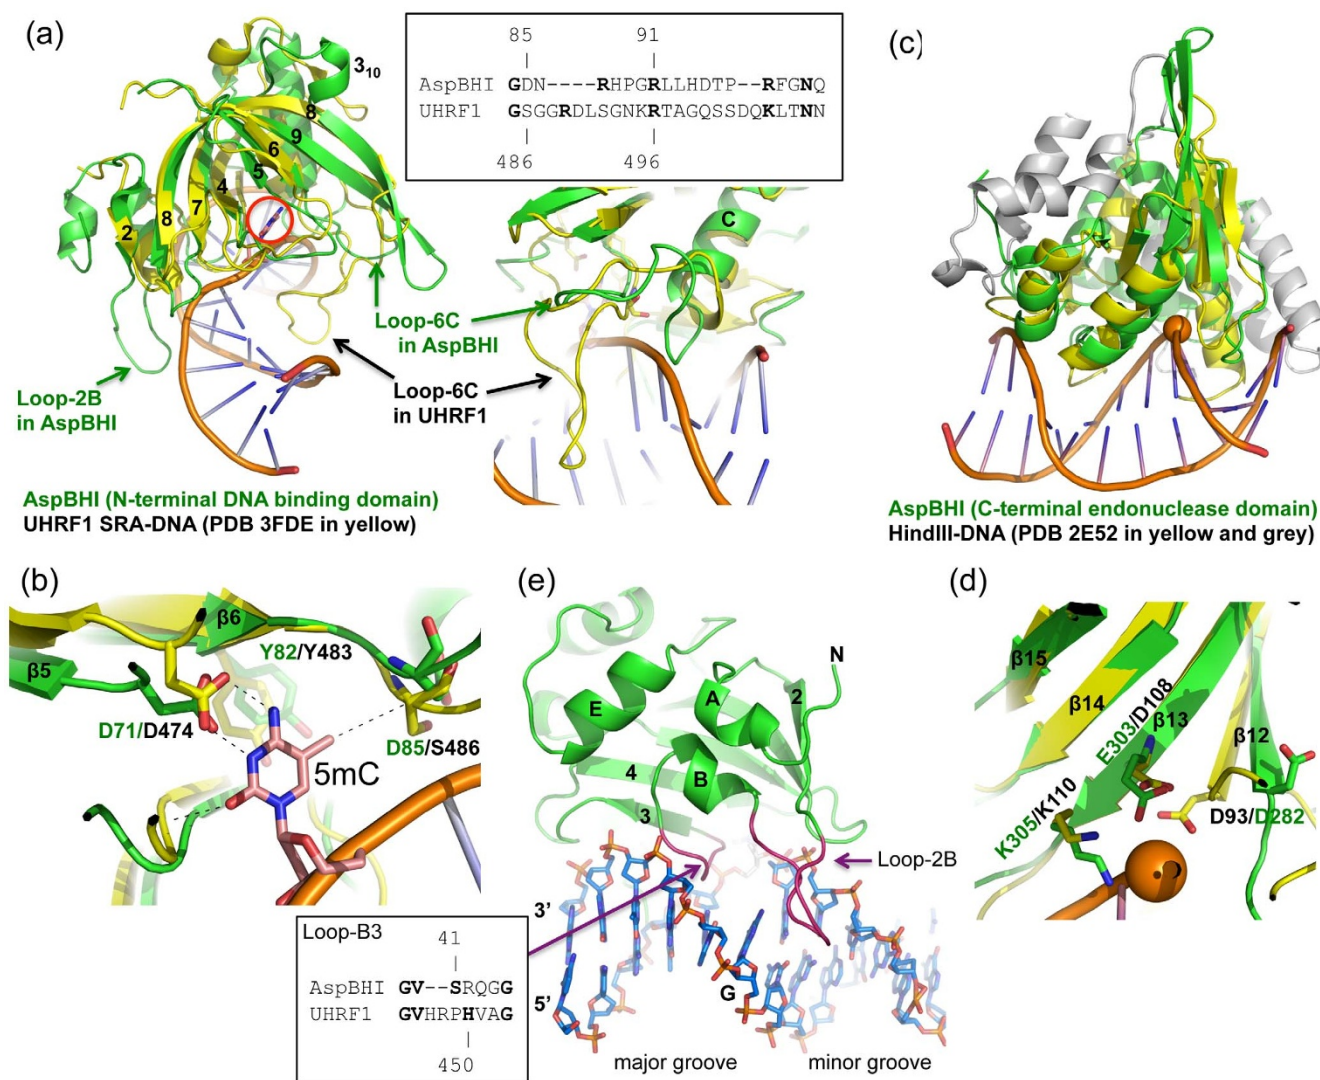 (a)
3₁₀
8
9
6
5
4
7
8
2
Loop-6C
in AspBHI
Loop-2B
in AspBHI
Loop-6C
in UHRF1
C
AspBHI (N-terminal DNA binding domain)
UHRF1 SRA-DNA (PDB 3FDE in yellow)
85 91
| |
AspBHI GDN----RHPGRLLHDTP--RFGNQ
UHRF1 GSGGRDLSGNKRTAGQSSDQKLTNN
| |
486 496
(c)
AspBHI (C-terminal endonuclease domain)
HindIII-DNA (PDB 2E52 in yellow and grey)
(b)
β6
β5
Y82/Y483
D71/D474
D85/S486
5mC
Loop-B3
41
|
AspBHI GV--SRQGG
UHRF1 GVHRPHVAG
|
450
(e)
N
A
2
E
B
4
3
Loop-2B
3’
5’
G
major groove
minor groove
(d)
β15
β14
E303/D108
β13
β12
K305/K110
D93/D282